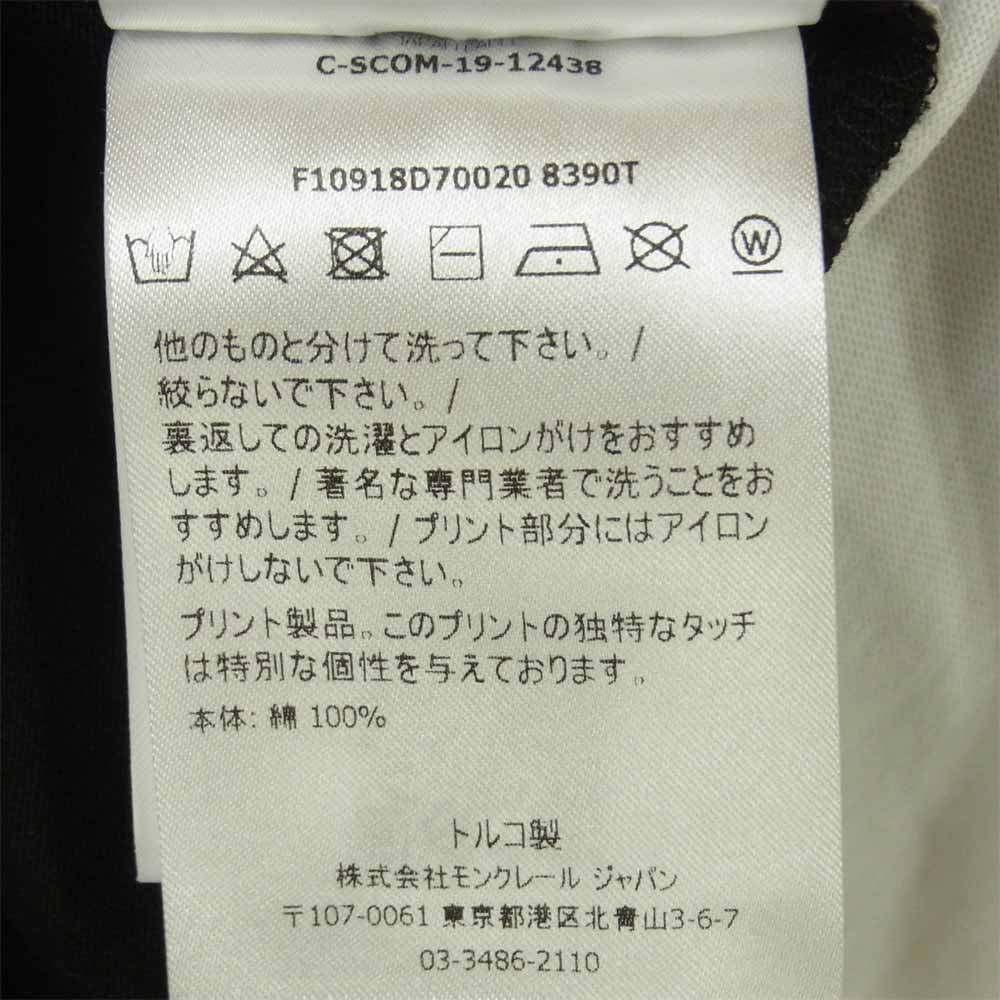 C-SCOM-19-12438
F10918D70020 8390T
W
他のものと分けて洗って下さい。/
絞らないで下さい。/
裏返しての洗濯とアイロンがけをおすすめ
します。/ 著名な専門業者で洗うことをお
すすめします。/ プリント部分にはアイロン
がけしないで下さい。
プリント製品。このプリントの独特なタッチ
は特別な個性を与えております。
本体: 綿 100%
トルコ製
株式会社モンクレール ジャパン
〒107-0061 東京都港区北青山3-6-7
03-3486-2110